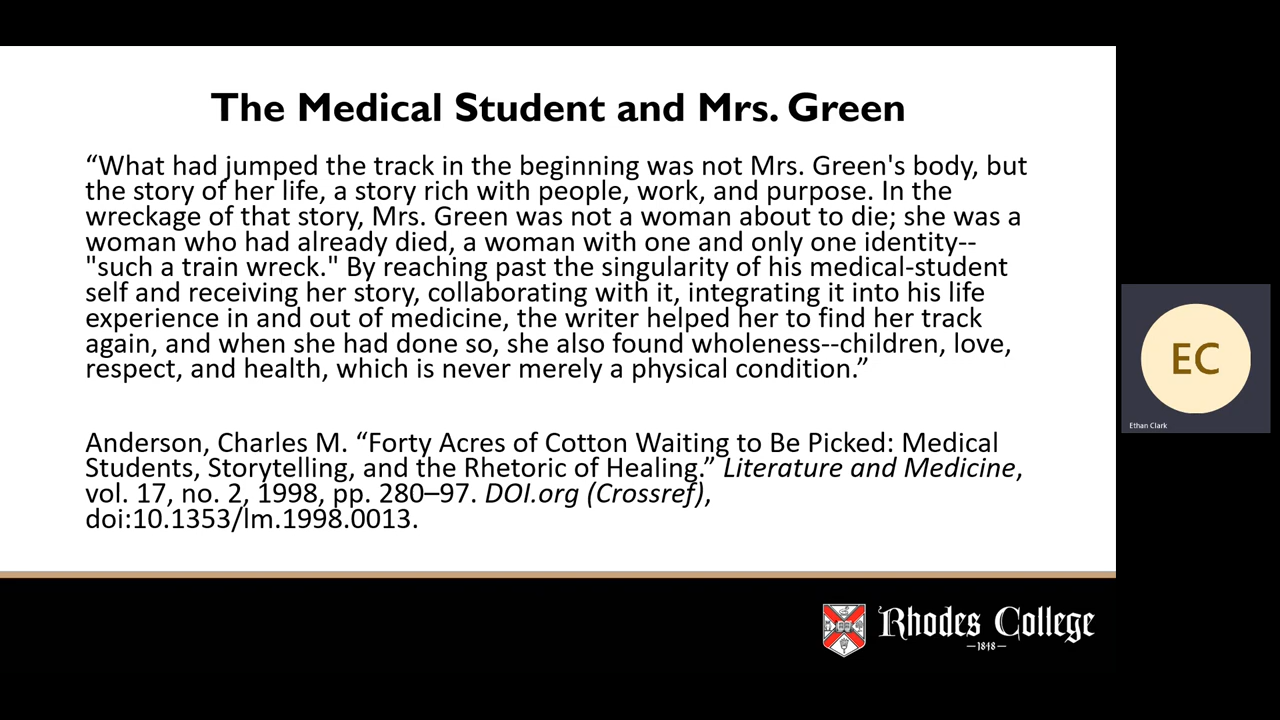 The Medical Student and Mrs. Green
“What had jumped the track in the beginning was not Mrs. Green's body, but
the story of her life, a story rich with people, work, and purpose. In the
wreckage of that story, Mrs. Green was not a woman about to die; she was a
woman who had already died, a woman with one and only one identity--
"such a train wreck." By reaching past the singularity of his medical-student
self and receiving her story, collaborating with it, integrating it into his life
experience in and out of medicine, the writer helped her to find her track
again, and when she had done so, she also found wholeness--children, love,
respect, and health, which is never merely a physical condition.”
Anderson, Charles M. “Forty Acres of Cotton Waiting to Be Picked: Medical
Students, Storytelling, and the Rhetoric of Healing.” Literature and Medicine,
vol. 17, no. 2, 1998, pp. 280–97. DOI.org (Crossref),
doi:10.1353/lm.1998.0013.
EC
Ethan Clark
Rhodes College
—1848—